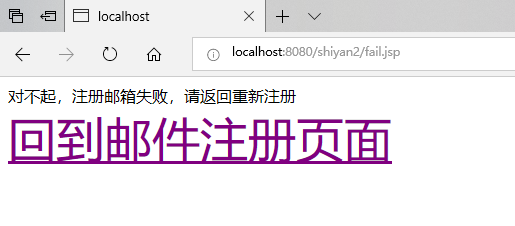 localhost
localhost:8080/shiyan2/fail.jsp
对不起，注册邮箱失败，请返回重新注册
回到邮件注册页面